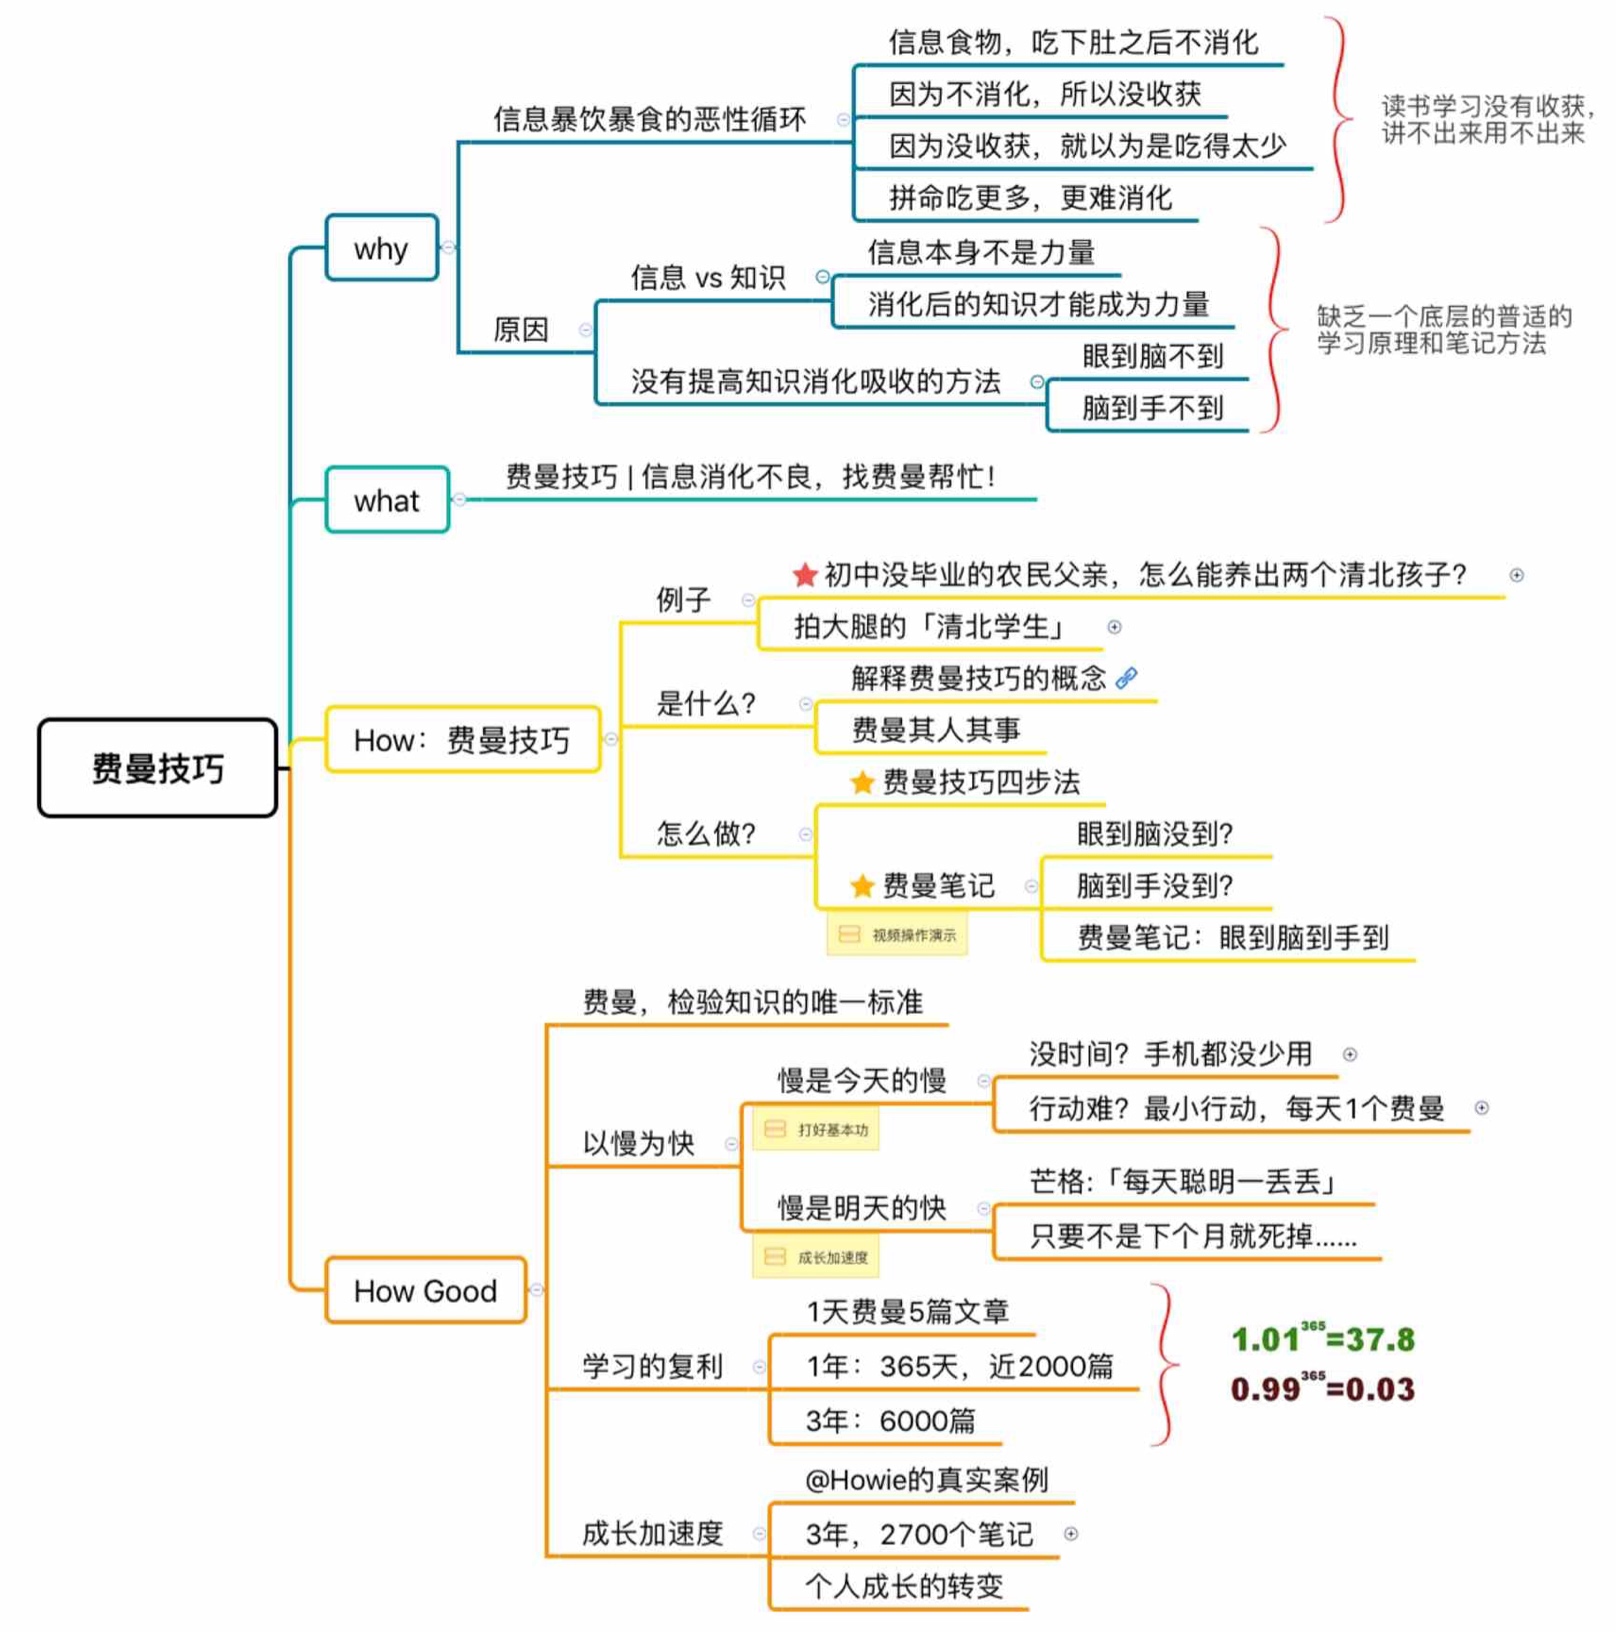 费曼技巧
why
信息暴饮暴食的恶性循环
信息食物，吃下肚之后不消化
因为不消化，所以没收获
因为没收获，就以为是吃得太少
拼命吃更多，更难消化
读书学习没有收获，
讲不出来用不出来
原因
信息 vs 知识
信息本身不是力量
消化后的知识才能成为力量
没有提高知识消化吸收的方法
眼到脑不到
脑到手不到
缺乏一个底层的普适的
学习原理和笔记方法
what
费曼技巧 | 信息消化不良，找费曼帮忙！
How：费曼技巧
例子
初中没毕业的农民父亲，怎么能养出两个清北孩子？
拍大腿的「清北学生」
是什么？
解释费曼技巧的概念
费曼其人其事
怎么做？
费曼技巧四步法
费曼笔记
视频操作演示
眼到脑没到？
脑到手没到？
费曼笔记：眼到脑到手到
How Good
费曼，检验知识的唯一标准
以慢为快
慢是今天的慢
打好基本功
没时间？手机都没少用
行动难？最小行动，每天1个费曼
慢是明天的快
成长加速度
芒格：「每天聪明一丢丢」
只要不是下个月就死掉……
学习的复利
1天费曼5篇文章
1年：365天，近2000篇
3年：6000篇
1.01³⁶⁵=37.8
0.99³⁶⁵=0.03
成长加速度
@Howie的真实案例
3年，2700个笔记
个人成长的转变